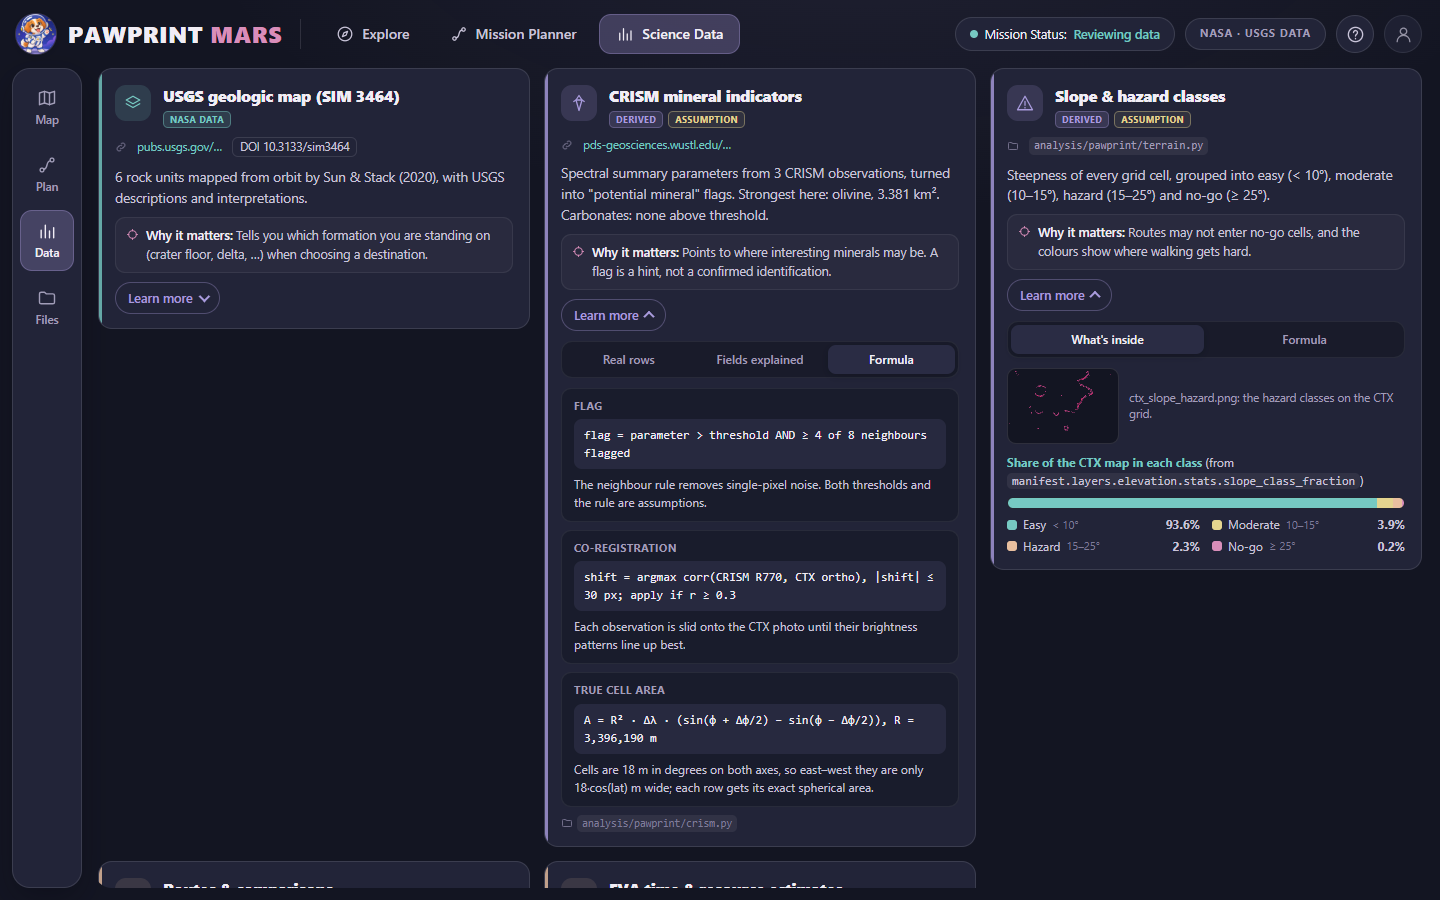 PAWPRINT MARS
Explore
Mission Planner
Science Data
Mission Status: Reviewing data
NASA · USGS DATA
Map
Plan
Data
Files
USGS geologic map (SIM 3464)
NASA DATA
pubs.usgs.gov/...
DOI 10.3133/sim3464
6 rock units mapped from orbit by Sun & Stack (2020), with USGS
descriptions and interpretations.
Why it matters: Tells you which formation you are standing on
(crater floor, delta, ...) when choosing a destination.
Learn more
CRISM mineral indicators
DERIVED
ASSUMPTION
pds-geosciences.wustl.edu/...
Spectral summary parameters from 3 CRISM observations, turned
into "potential mineral" flags. Strongest here: olivine, 3.381 km².
Carbonates: none above threshold.
Why it matters: Points to where interesting minerals may be. A
flag is a hint, not a confirmed identification.
Learn more
Real rows
Fields explained
Formula
FLAG
flag = parameter > threshold AND ≥ 4 of 8 neighbours
flagged
The neighbour rule removes single-pixel noise. Both thresholds and
the rule are assumptions.
CO-REGISTRATION
shift = argmax corr(CRISM R770, CTX ortho), |shift| ≤
30 px; apply if r ≥ 0.3
Each observation is slid onto the CTX photo until their brightness
patterns line up best.
TRUE CELL AREA
A = R² · Δλ · (sin(ϕ + Δϕ/2) − sin(ϕ − Δϕ/2)), R =
3,396,190 m
Cells are 18 m in degrees on both axes, so east–west they are only
18·cos(lat) m wide; each row gets its exact spherical area.
analysis/pawprint/crism.py
Slope & hazard classes
DERIVED
ASSUMPTION
analysis/pawprint/terrain.py
Steepness of every grid cell, grouped into easy (< 10°), moderate
(10–15°), hazard (15–25°) and no-go (≥ 25°).
Why it matters: Routes may not enter no-go cells, and the
colours show where walking gets hard.
Learn more
What's inside
Formula
ctx_slope_hazard.png: the hazard classes on the CTX
grid.
Share of the CTX map in each class (from
manifest.layers.elevation.stats.slope_class_fraction )
Easy < 10° 93.6%
Moderate 10–15° 3.9%
Hazard 15–25° 2.3%
No-go ≥ 25° 0.2%